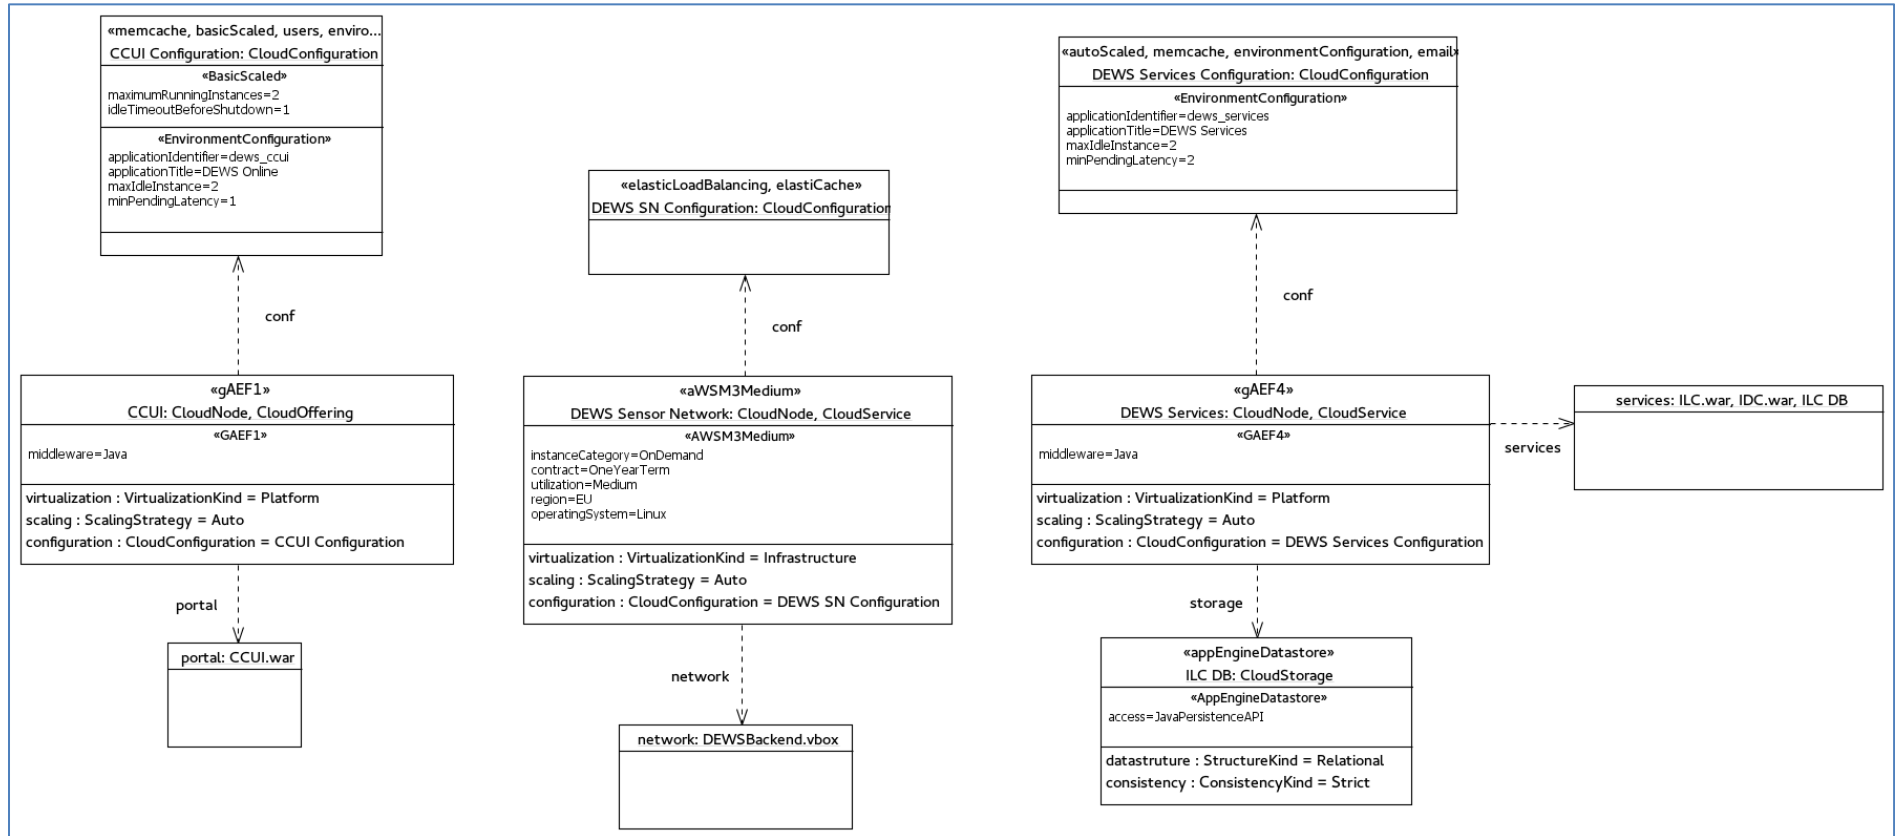 «memcache, basicScaled, users, enviro...
CCUI Configuration: CloudConfiguration
«BasicScaled»
maximumRunningInstances=2
idleTimeoutBeforeShutdown=1
«EnvironmentConfiguration»
applicationIdentifier=dews_ccui
applicationTitle=DEWS Online
maxIdleInstance=2
minPendingLatency=1
conf
«gAEF1»
CCUI: CloudNode, CloudOffering
«GAEF1»
middleware=Java
virtualization : VirtualizationKind = Platform
scaling : ScalingStrategy = Auto
configuration : CloudConfiguration = CCUI Configuration
portal
portal: CCUI.war
«elasticLoadBalancing, elastiCache»
DEWS SN Configuration: CloudConfiguration
conf
«aWSM3Medium»
DEWS Sensor Network: CloudNode, CloudService
«AWSM3Medium»
instanceCategory=OnDemand
contract=OneYearTerm
utilization=Medium
region=EU
operatingSystem=Linux
virtualization : VirtualizationKind = Infrastructure
scaling : ScalingStrategy = Auto
configuration : CloudConfiguration = DEWS SN Configuration
network
network: DEWSBackend.vbox
«autoScaled, memcache, environmentConfiguration, email»
DEWS Services Configuration: CloudConfiguration
«EnvironmentConfiguration»
applicationIdentifier=dews_services
applicationTitle=DEWS Services
maxIdleInstance=2
minPendingLatency=2
conf
«gAEF4»
DEWS Services: CloudNode, CloudService
«GAEF4»
middleware=Java
virtualization : VirtualizationKind = Platform
scaling : ScalingStrategy = Auto
configuration : CloudConfiguration = DEWS Services Configuration
services
services: ILC.war, IDC.war, ILC DB
storage
«appEngineDatastore»
ILC DB: CloudStorage
«AppEngineDatastore»
access=JavaPersistenceAPI
datastruture : StructureKind = Relational
consistency : ConsistencyKind = Strict